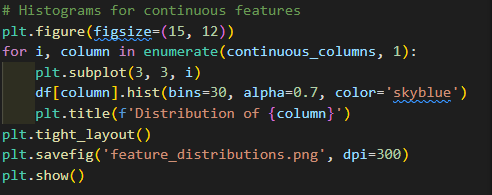 # Histograms for continuous features
plt.figure(figsize=(15, 12))
for i, column in enumerate(continuous_columns, 1):
    plt.subplot(3, 3, i)
    df[column].hist(bins=30, alpha=0.7, color='skyblue')
    plt.title(f'Distribution of {column}')
plt.tight_layout()
plt.savefig('feature_distributions.png', dpi=300)
plt.show()